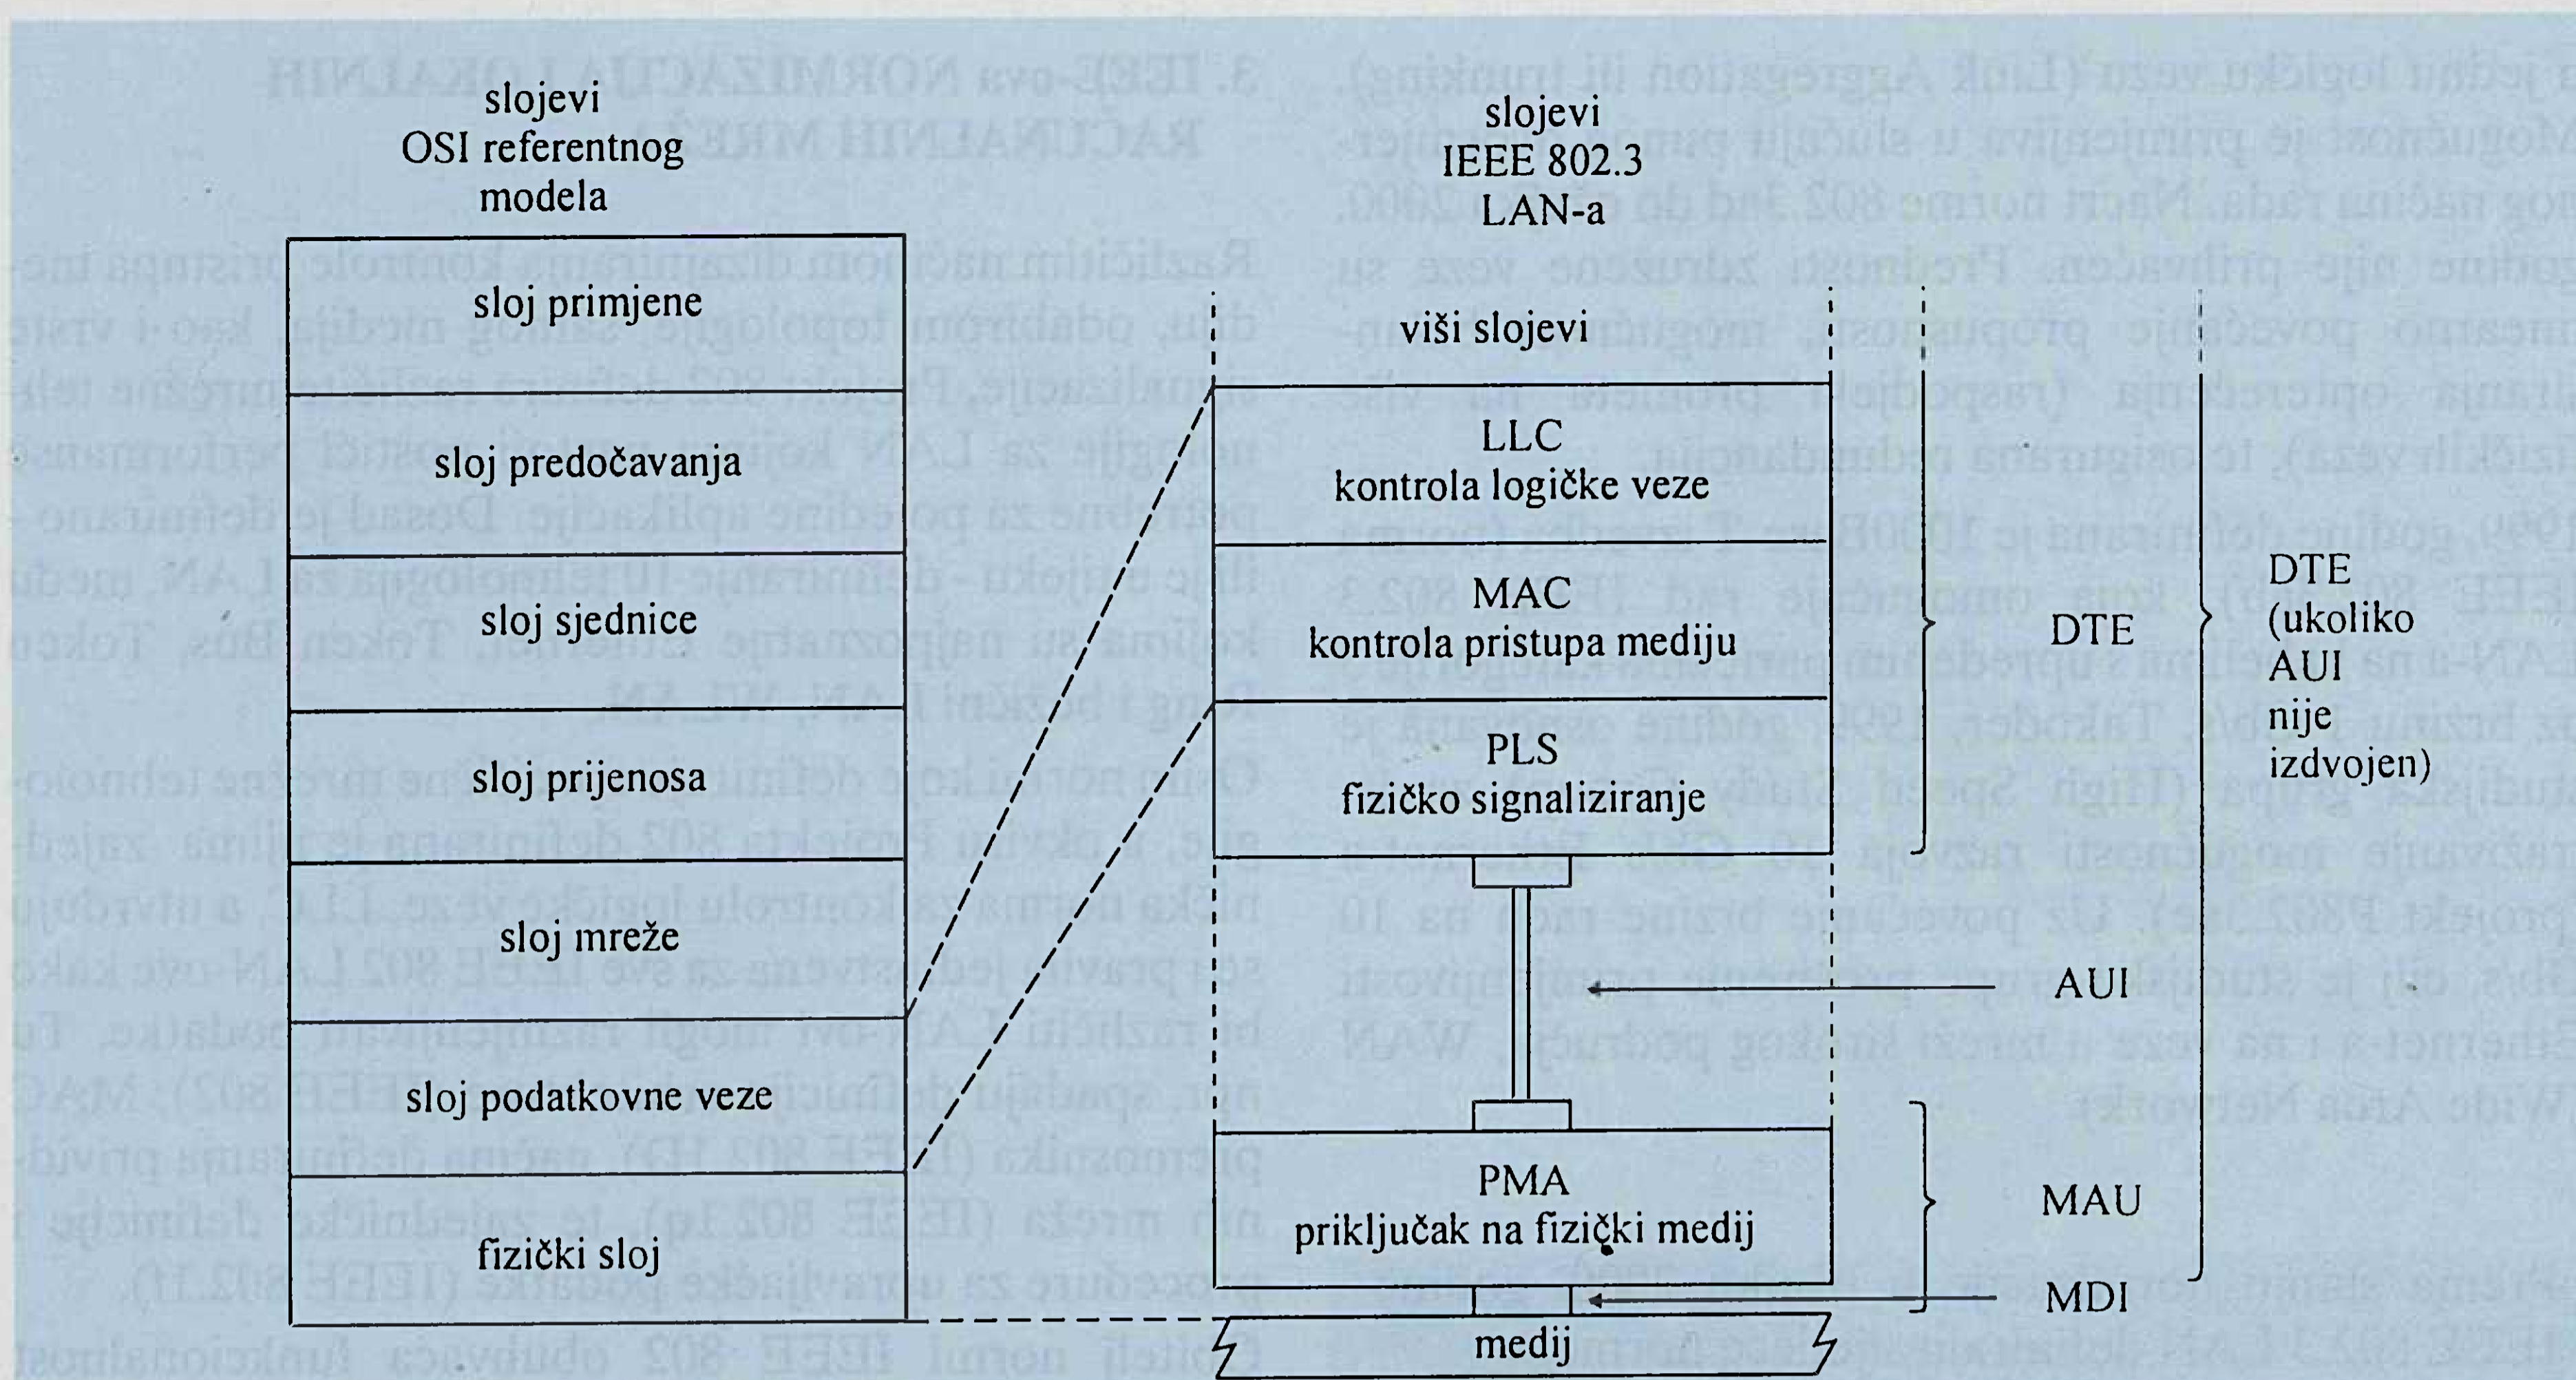 slojevi
OSI referentnog
modela
sloj primjene
sloj predočavanja
sloj sjednice
sloj prijenosa
sloj mreže
sloj podatkovne veze
fizički sloj
slojevi
IEEE 802.3
LAN-a
viši slojevi
LLC
kontrola logičke veze
MAC
kontrola pristupa mediju
PLS
fizičko signaliziranje
PMA
priključak na fizički medij
medij
DTE
AUI
MAU
MDI
DTE
(ukoliko
AUI
nije
izdvojen)